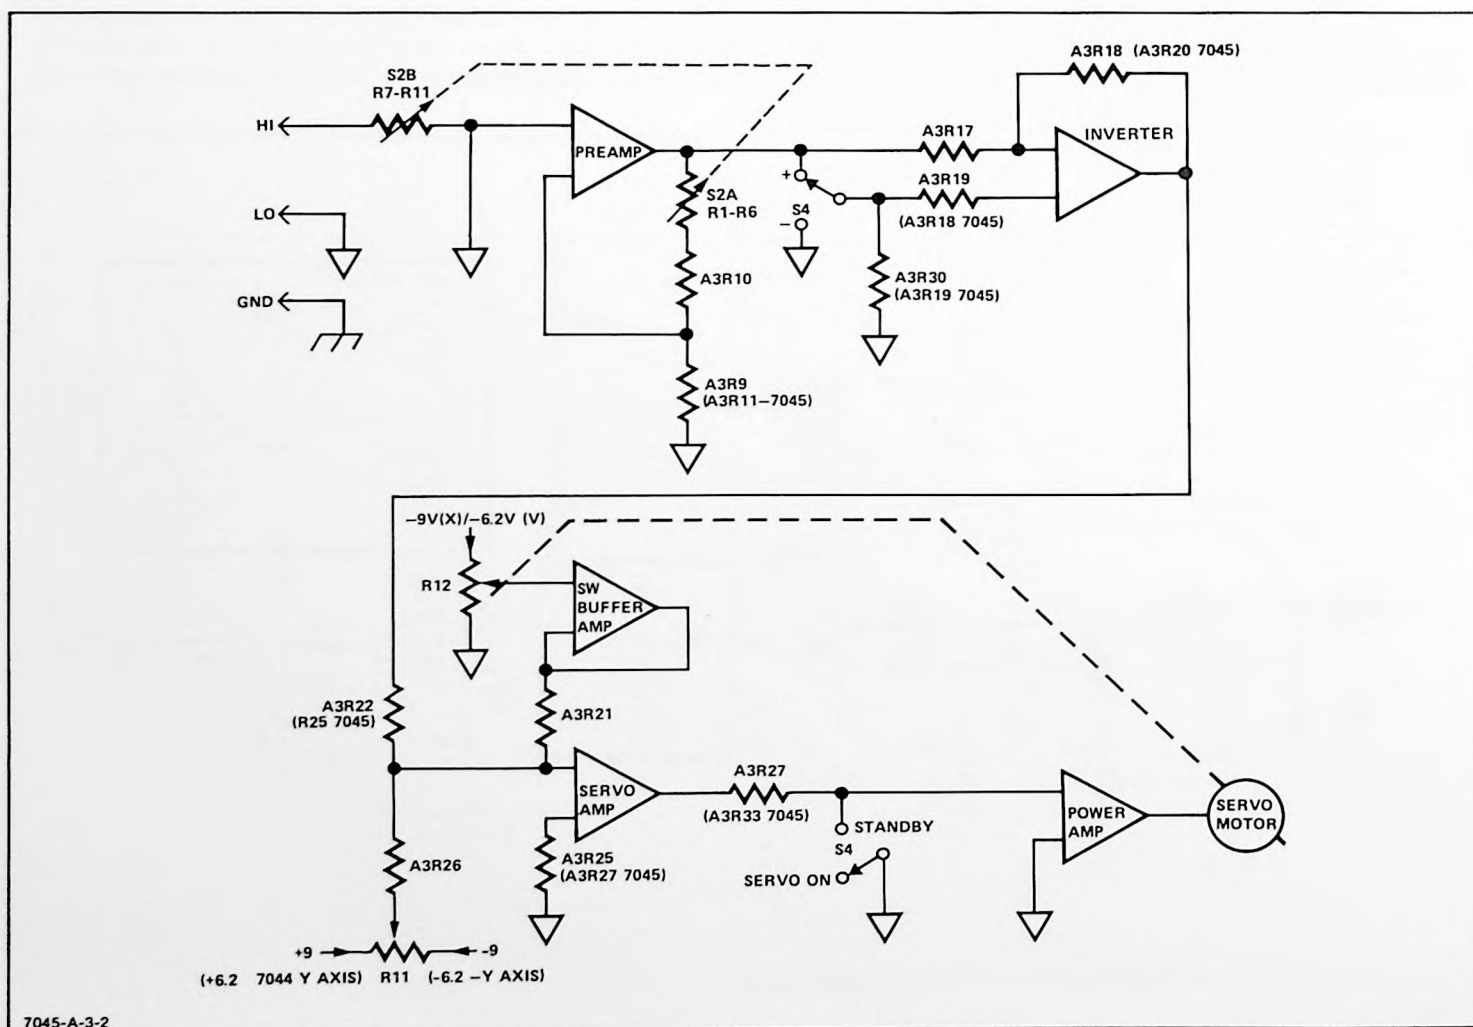 A3R18 (A3R20 7045)
S2B
R7-R11
HI
PREAMP
A3R17
INVERTER
+
A3R19
(A3R18 7045)
S2A
R1-R6
S4
−
LO
A3R10
A3R30
(A3R19 7045)
GND
A3R9
(A3R11−7045)
−9V(X)/−6.2V (V)
R12
SW
BUFFER
AMP
A3R22
(R25 7045)
A3R21
A3R27
(A3R33 7045)
SERVO
AMP
STANDBY
S4
SERVO ON
POWER
AMP
SERVO
MOTOR
A3R26
A3R25
(A3R27 7045)
+9
-9
(+6.2 7044 Y AXIS) R11 (-6.2 −Y AXIS)
7045-A-3-2